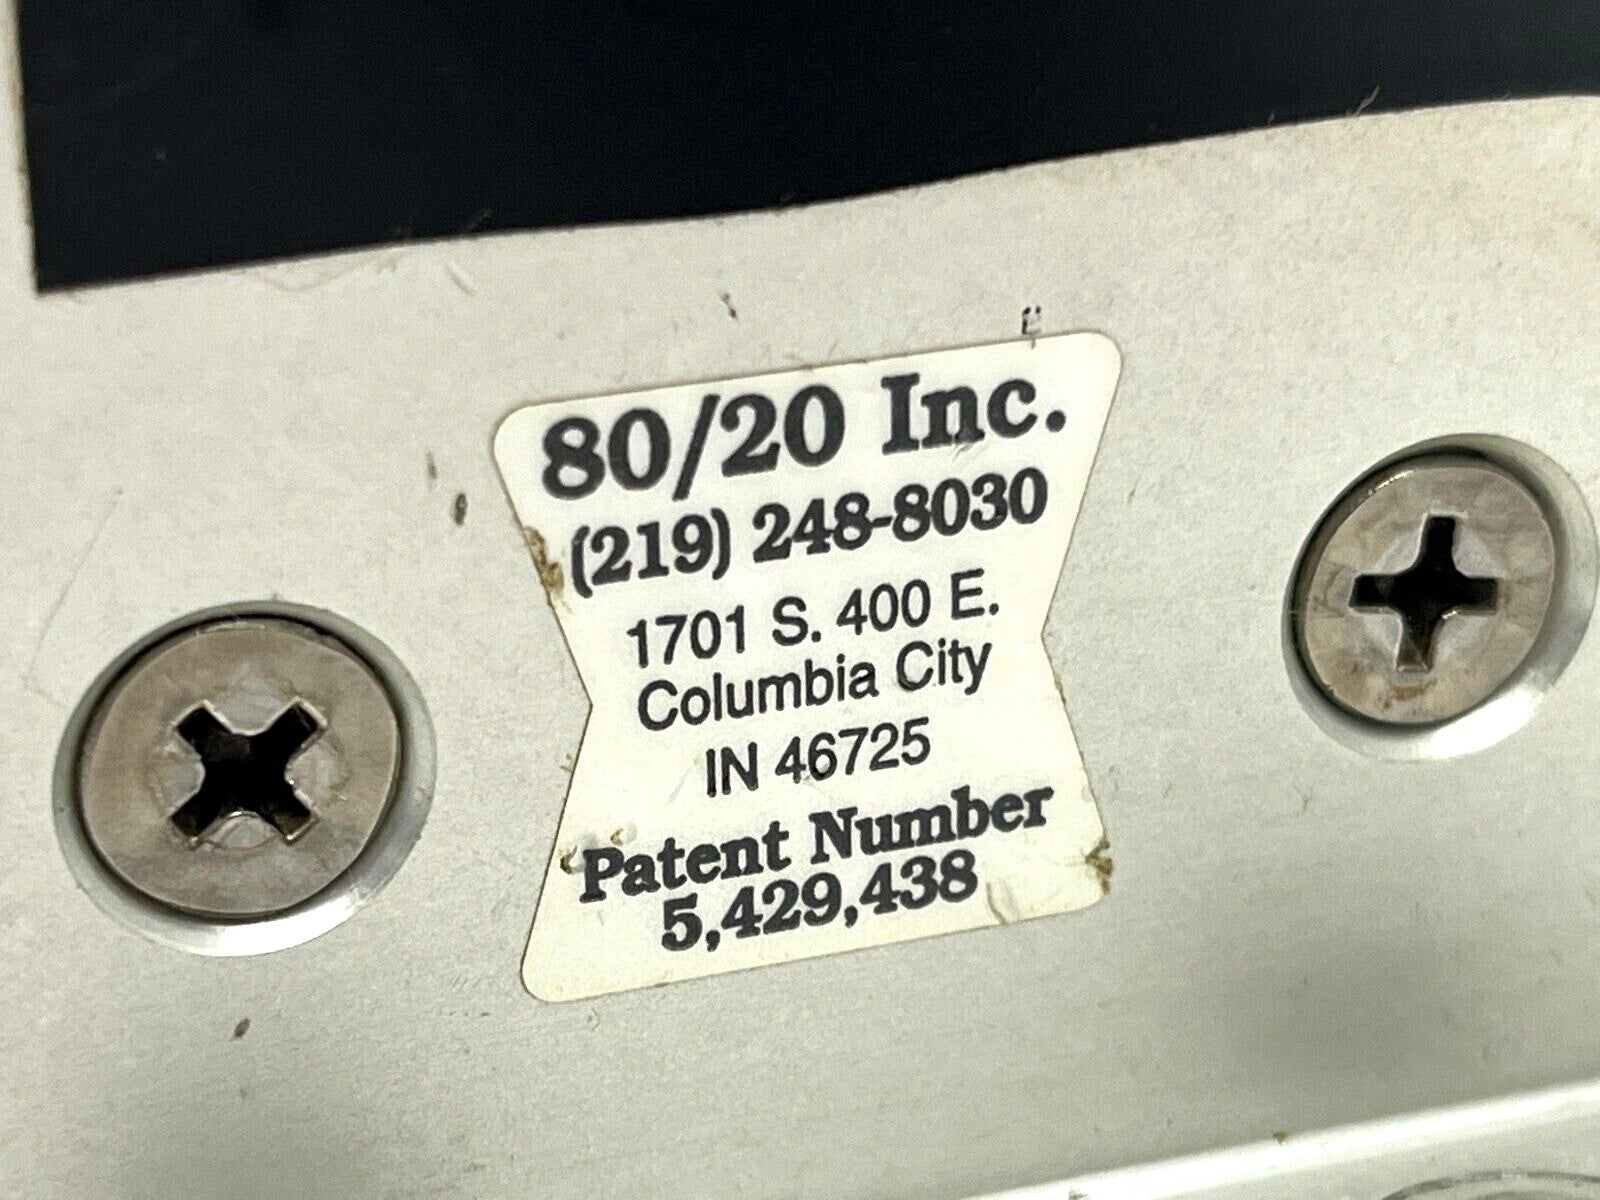 80/20 Inc.
(219) 248-8030
1701 S. 400 E.
Columbia City
IN 46725
Patent Number
5,429,438